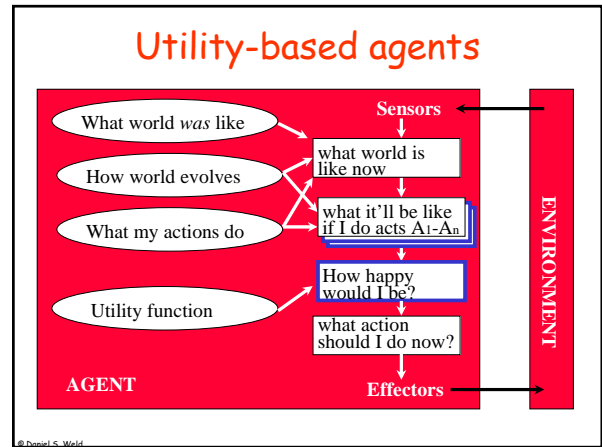 Utility-based agents
What world was like
How world evolves
What my actions do
Utility function
AGENT
Sensors
what world is
like now
what it'll be like
if I do acts A1-An
How happy
would I be?
what action
should I do now?
Effectors
ENVIRONMENT
© Daniel S. Weld